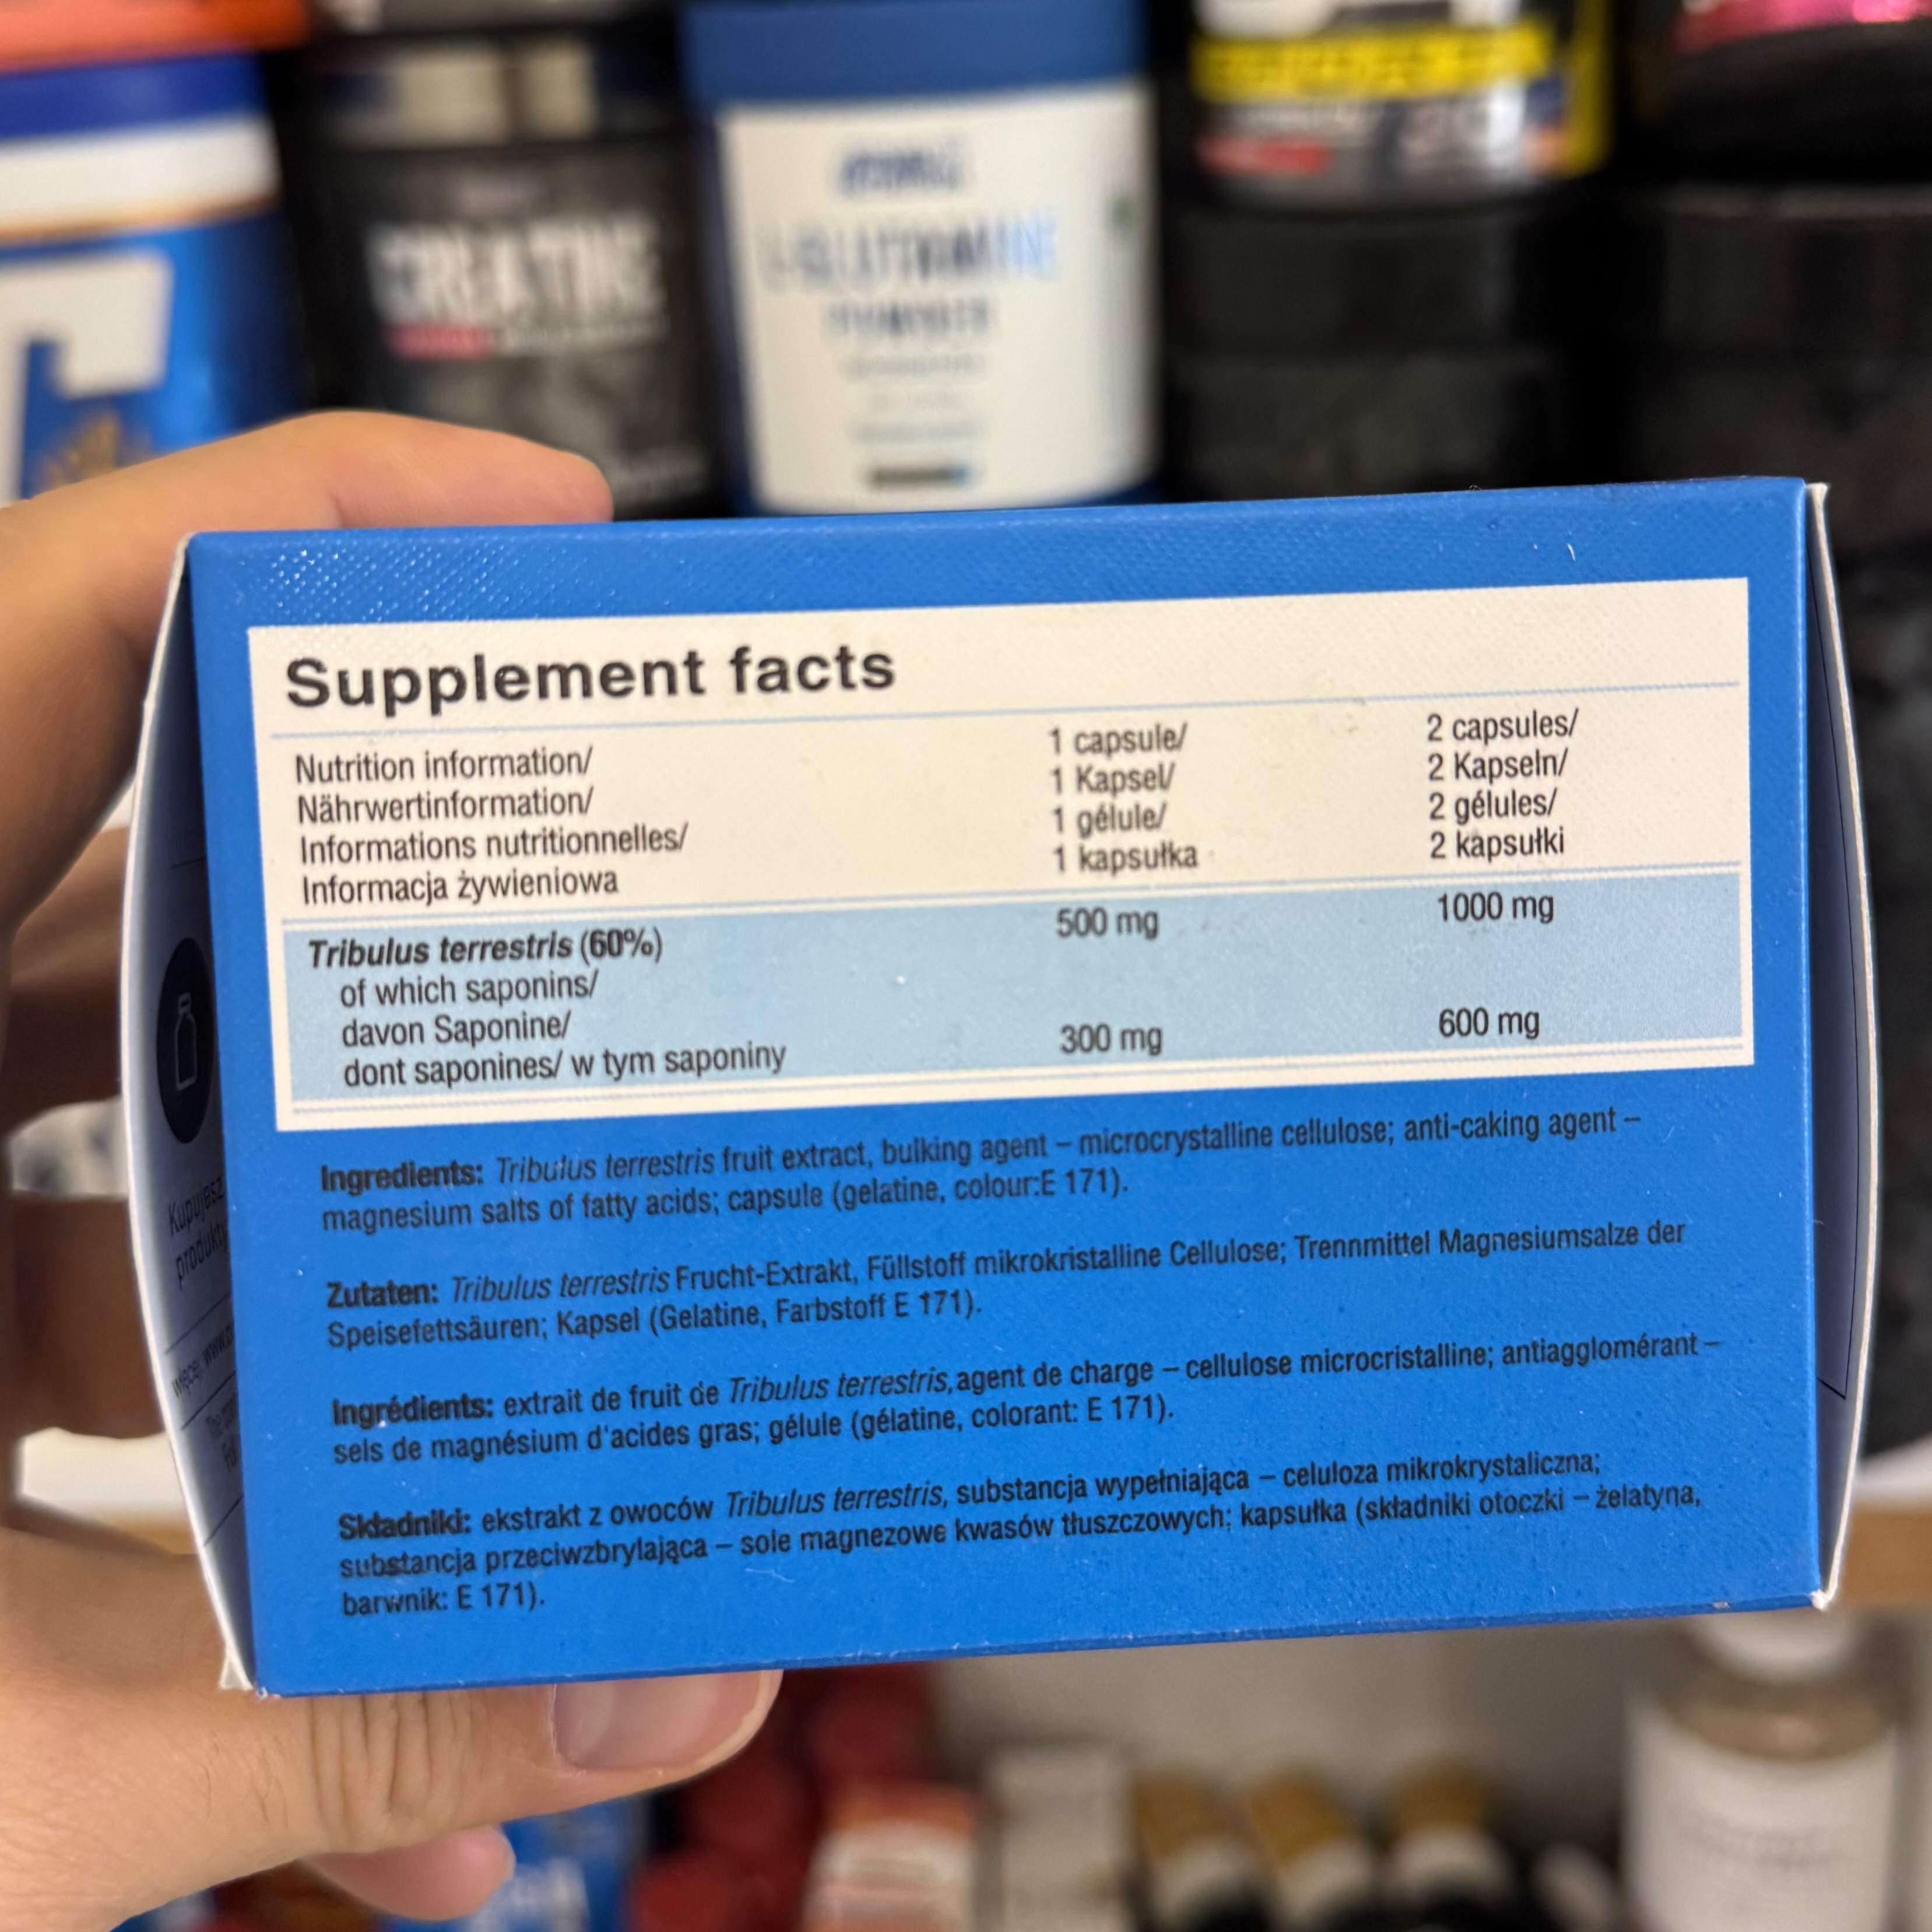 CREATINE
L-GLUTAMINE
POWDER
Supplement facts
Nutrition information/
Nährwertinformation/
Informations nutritionnelles/
Informacja żywieniowa
1 capsule/
1 Kapsel/
1 gélule/
1 kapsułka
2 capsules/
2 Kapseln/
2 gélules/
2 kapsułki
Tribulus terrestris (60%) 500 mg 1000 mg
of which saponins/
davon Saponine/
dont saponines/ w tym saponiny 300 mg 600 mg
Ingredients: Tribulus terrestris fruit extract, bulking agent – microcrystalline cellulose; anti-caking agent –
magnesium salts of fatty acids; capsule (gelatine, colour:E 171).
Zutaten: Tribulus terrestris Frucht-Extrakt, Füllstoff mikrokristalline Cellulose; Trennmittel Magnesiumsalze der
Speisefettsäuren; Kapsel (Gelatine, Farbstoff E 171).
Ingrédients: extrait de fruit de Tribulus terrestris, agent de charge – cellulose microcristalline; antiagglomérant –
sels de magnésium d'acides gras; gélule (gélatine, colorant: E 171).
Składniki: ekstrakt z owoców Tribulus terrestris, substancja wypełniająca – celuloza mikrokrystaliczna;
substancja przeciwzbrylająca – sole magnezowe kwasów tłuszczowych; kapsułka (składniki otoczki – żelatyna,
barwnik: E 171).
Kupujesz